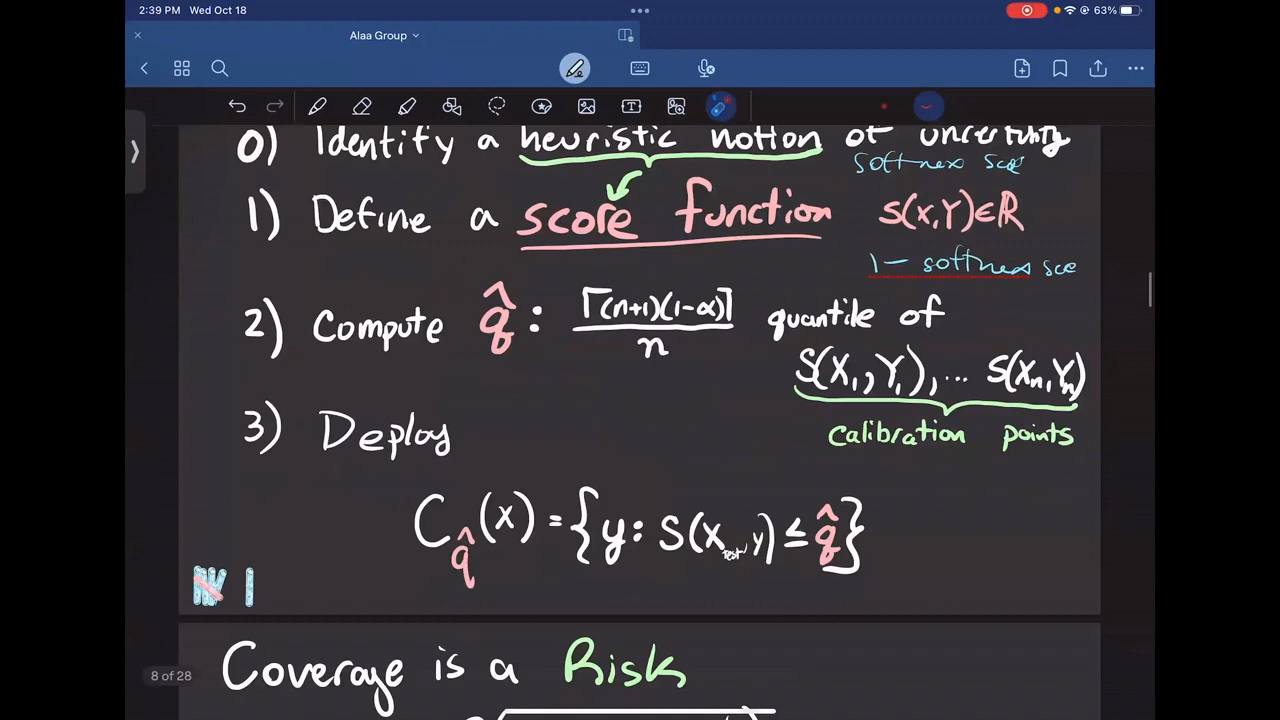 2:39 PM Wed Oct 18
63%
Alaa Group
0) Identify a heuristic notion of uncertainty
softmax score
1) Define a score function S(X,Y)∈ℝ
1 - softmax score
2) Compute q̂ : ⌈(n+1)(1-α)⌉/n quantile of
S(X₁,Y₁),... S(Xₙ,Yₙ)
calibration points
3) Deploy
C_q̂(X) = {y: S(X_test, y) ≤ q̂}
8 of 28
Coverage is a Risk